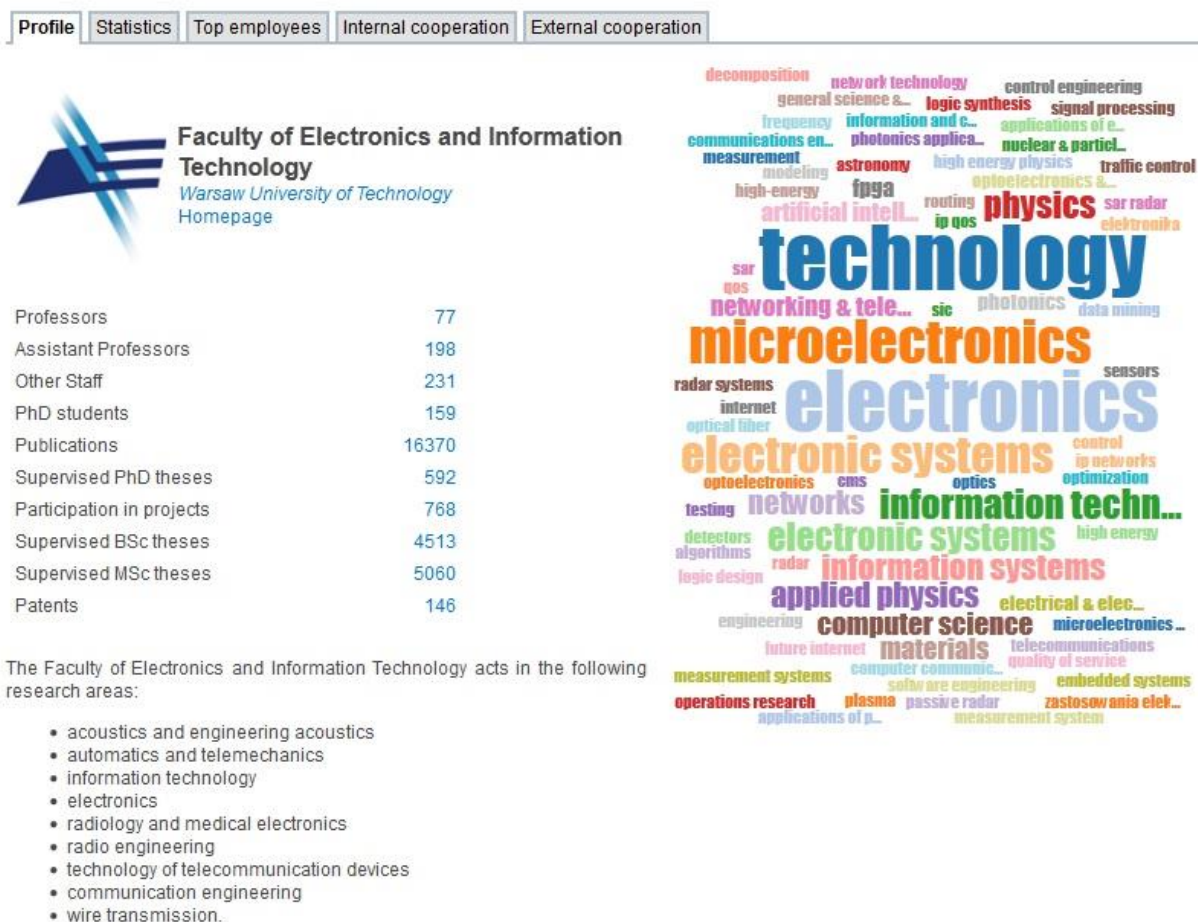 Profile Statistics Top employees Internal cooperation External cooperation
Faculty of Electronics and Information
Technology
Warsaw University of Technology
Homepage
Professors 77
Assistant Professors 198
Other Staff 231
PhD students 159
Publications 16370
Supervised PhD theses 592
Participation in projects 768
Supervised BSc theses 4513
Supervised MSc theses 5060
Patents 146
The Faculty of Electronics and Information Technology acts in the following
research areas:
• acoustics and engineering acoustics
• automatics and telemechanics
• information technology
• electronics
• radiology and medical electronics
• radio engineering
• technology of telecommunication devices
• communication engineering
• wire transmission.
decomposition network technology control engineering
general science &... logic synthesis signal processing
frequency information and c... applications of e...
communications en... photonics applica... nuclear & particl...
measurement modeling astronomy high energy physics traffic control
high-energy fpga optoelectronics &...
artificial intell... routing ip qos physics sar radar elektronika
technology
sar
qos
networking & tele... sic photonics data mining
microelectronics
radar systems sensors
internet electronics
optical fiber
electronic systems control ip networks
optoelectronics cms optics optimization
testing networks information techn...
detectors electronic systems high energy
algorithms
logic design radar information systems
applied physics electrical & elec...
engineering computer science microelectronics ...
future internet materials telecommunications
quality of service
measurement systems computer communic... software engineering embedded systems
operations research plasma passive radar zastosowania elek...
applications of p... measurement system